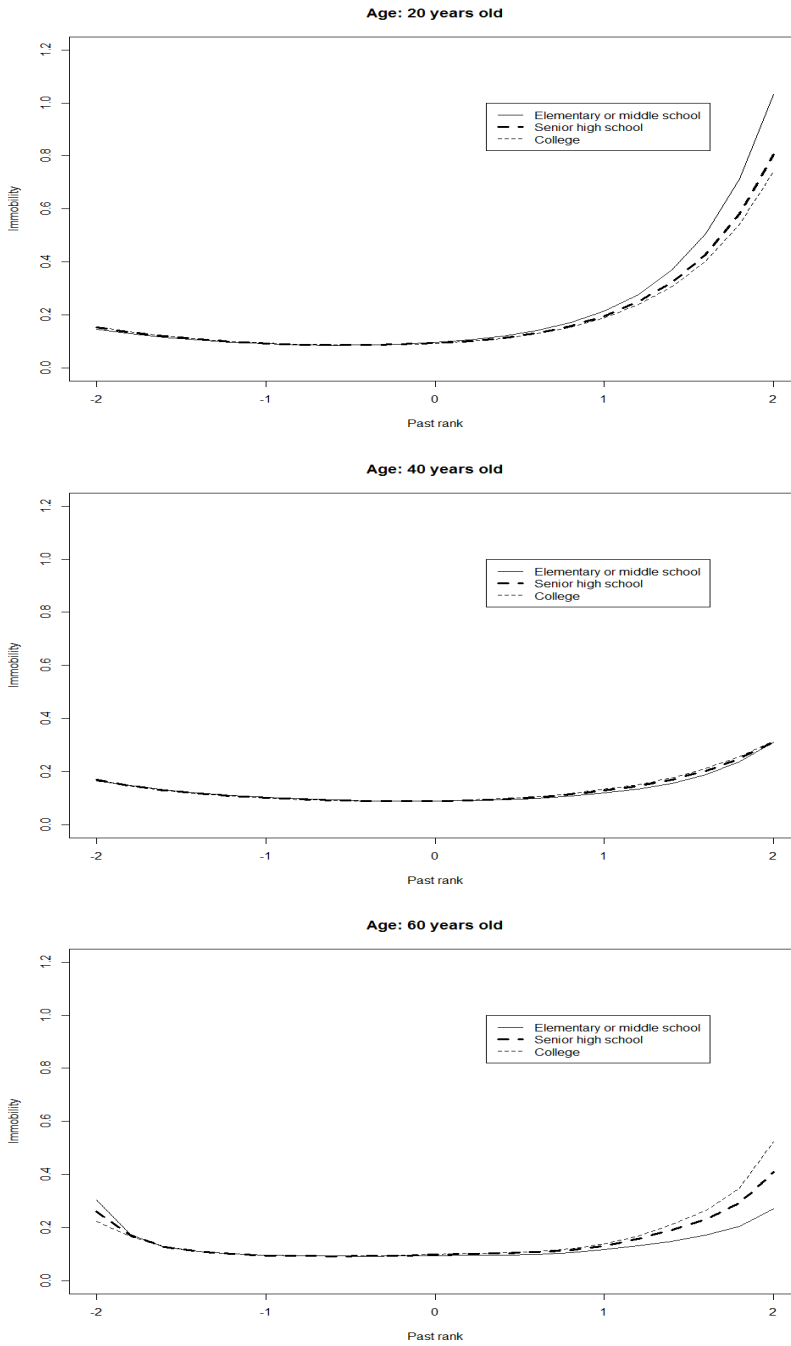 Age: 20 years old
1.2
1.0
0.8
0.6
0.4
0.2
0.0
Immobility
Elementary or middle school
Senior high school
College
-2 -1 0 1 2
Past rank
Age: 40 years old
1.2
1.0
0.8
0.6
0.4
0.2
0.0
Immobility
Elementary or middle school
Senior high school
College
-2 -1 0 1 2
Past rank
Age: 60 years old
1.2
1.0
0.8
0.6
0.4
0.2
0.0
Immobility
Elementary or middle school
Senior high school
College
-2 -1 0 1 2
Past rank